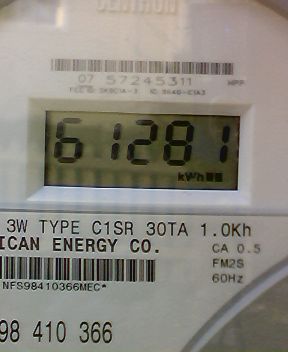 CENTRON
07 57245311
61281
kWh
3W TYPE C1SR 30TA 1.0Kh
ICAN ENERGY CO.
CA 0.5
FM2S
NFS98410366MEC*
60Hz
98 410 366